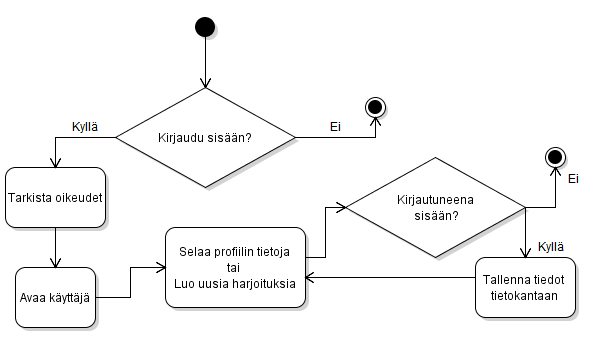 Kirjaudu sisään?
Kyllä
Ei
Tarkista oikeudet
Avaa käyttäjä
Selaa profiilin tietoja
tai
Luo uusia harjoituksia
Kirjautuneena
sisään?
Ei
Kyllä
Tallenna tiedot
tietokantaan